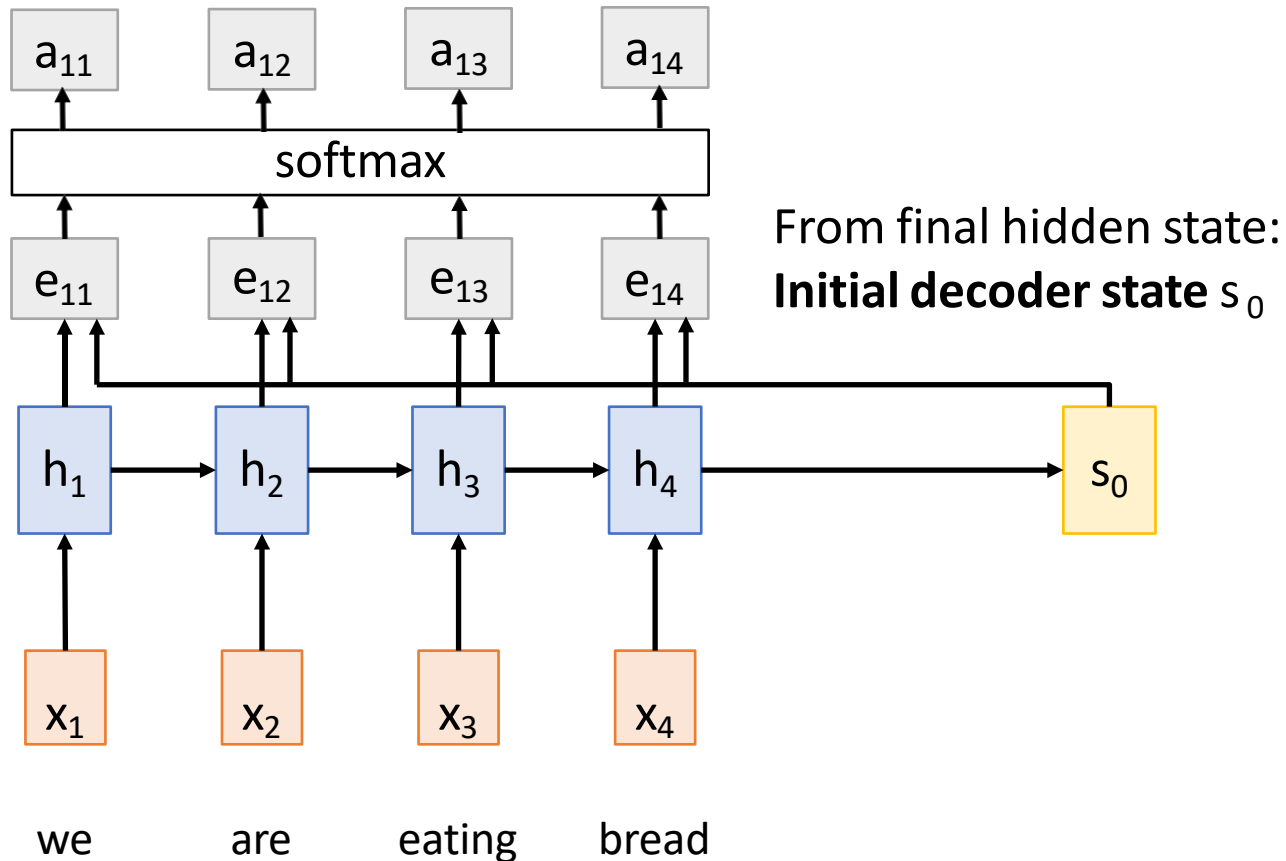 a₁₁ a₁₂ a₁₃ a₁₄
softmax
From final hidden state:
e₁₁ e₁₂ e₁₃ e₁₄
Initial decoder state s₀
h₁ h₂ h₃ h₄ s₀
x₁ x₂ x₃ x₄
we are eating bread